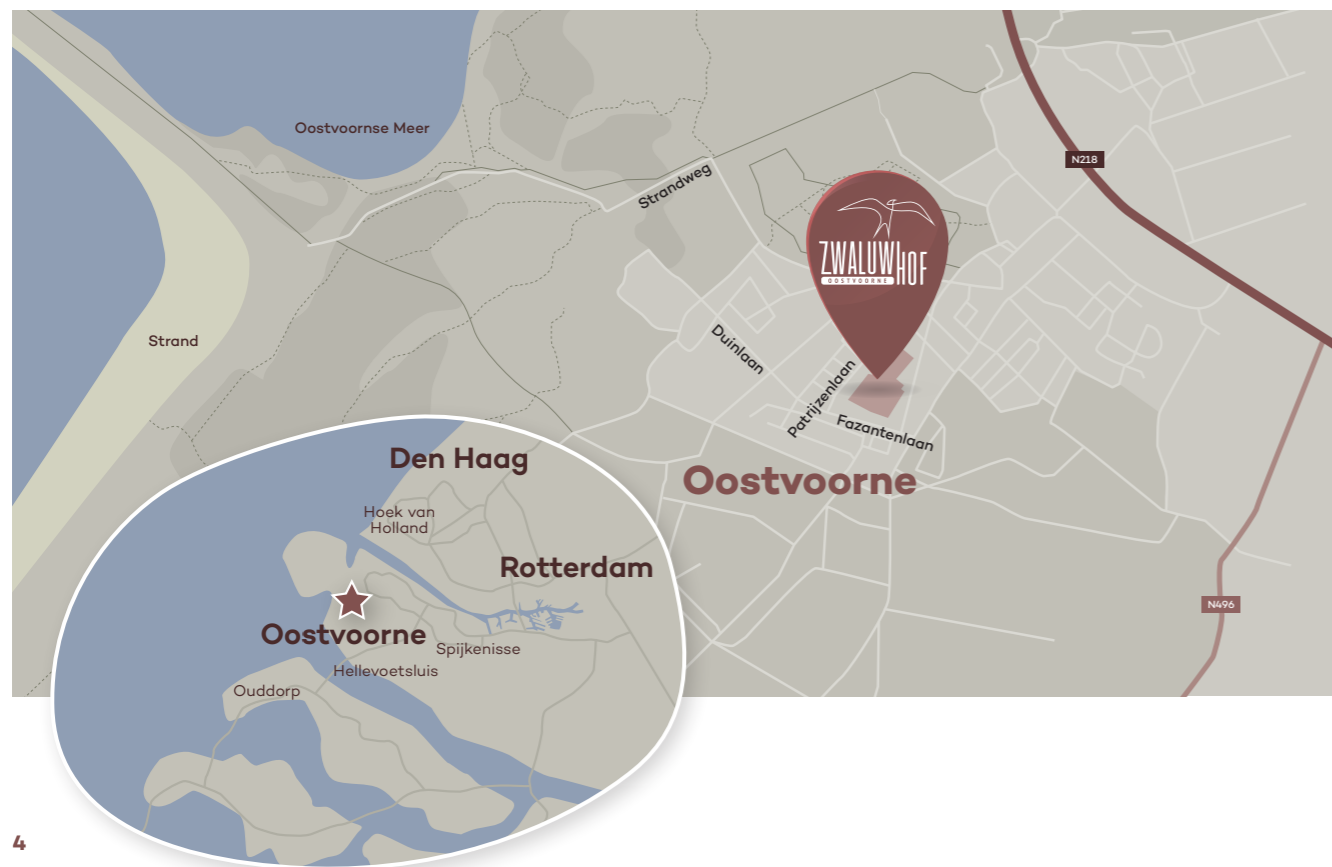 Oostvoornse Meer
Strandweg
N218
ZWALUWHOF
OOSTVOORNE
Strand
Duinlaan
Patrijzenlaan
Fazantenlaan
Oostvoorne
N496
Den Haag
Hoek van
Holland
Rotterdam
Oostvoorne
Spijkenisse
Hellevoetsluis
Ouddorp
4